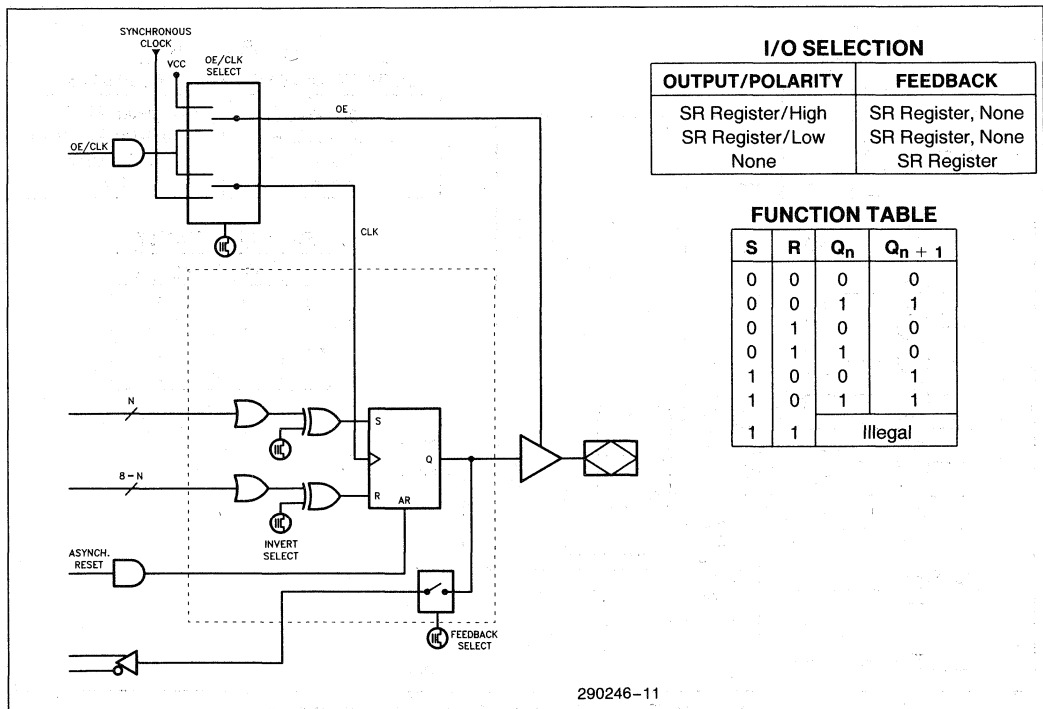 SYNCHRONOUS
CLOCK
VCC
OE/CLK
SELECT
OE
OE/CLK
CLK
N
S
Q
8-N
R
AR
INVERT
SELECT
ASYNCH.
RESET
FEEDBACK
SELECT
I/O SELECTION
OUTPUT/POLARITY FEEDBACK
SR Register/High SR Register, None
SR Register/Low SR Register, None
None SR Register
FUNCTION TABLE
S R Qn Qn + 1
0 0 0 0
0 0 1 1
0 1 0 0
0 1 1 0
1 0 0 1
1 0 1 1
1 1 Illegal
290246-11